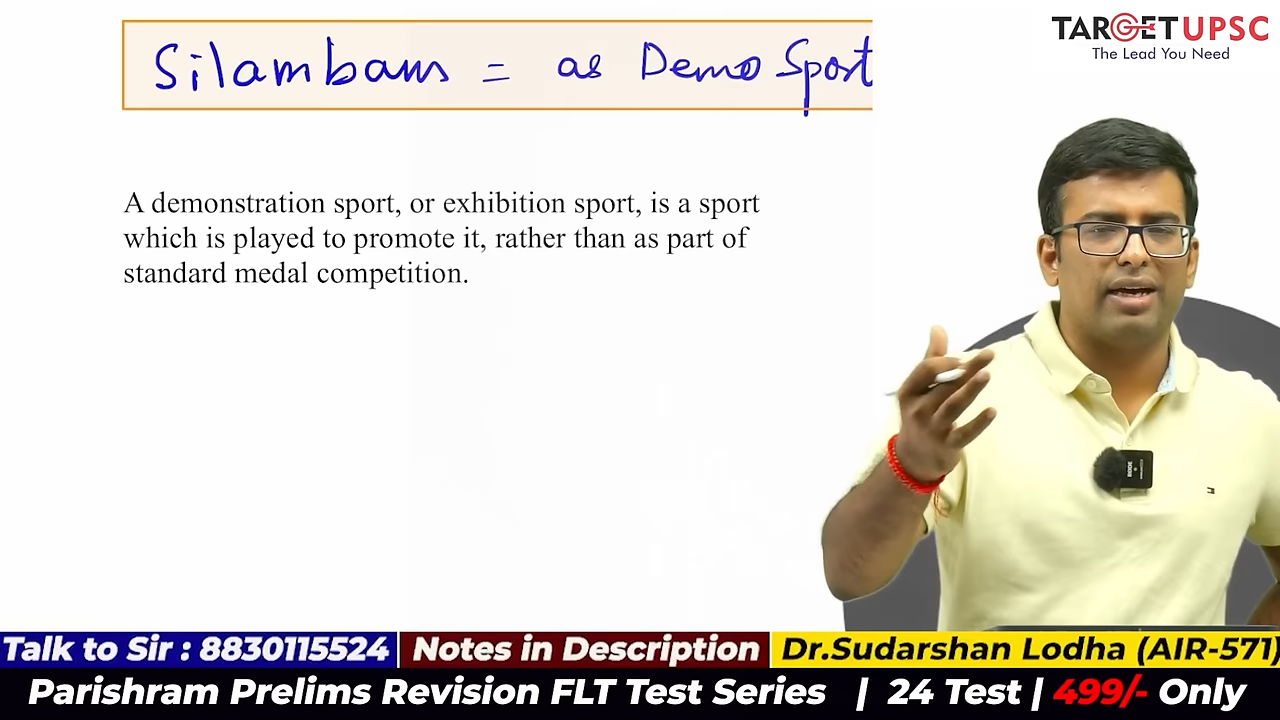 Silambam = as Demo Sport
TARGETUPSC
The Lead You Need
A demonstration sport, or exhibition sport, is a sport
which is played to promote it, rather than as part of
standard medal competition.
Talk to Sir : 8830115524 Notes in Description Dr.Sudarshan Lodha (AIR-571)
Parishram Prelims Revision FLT Test Series | 24 Test | 499/- Only